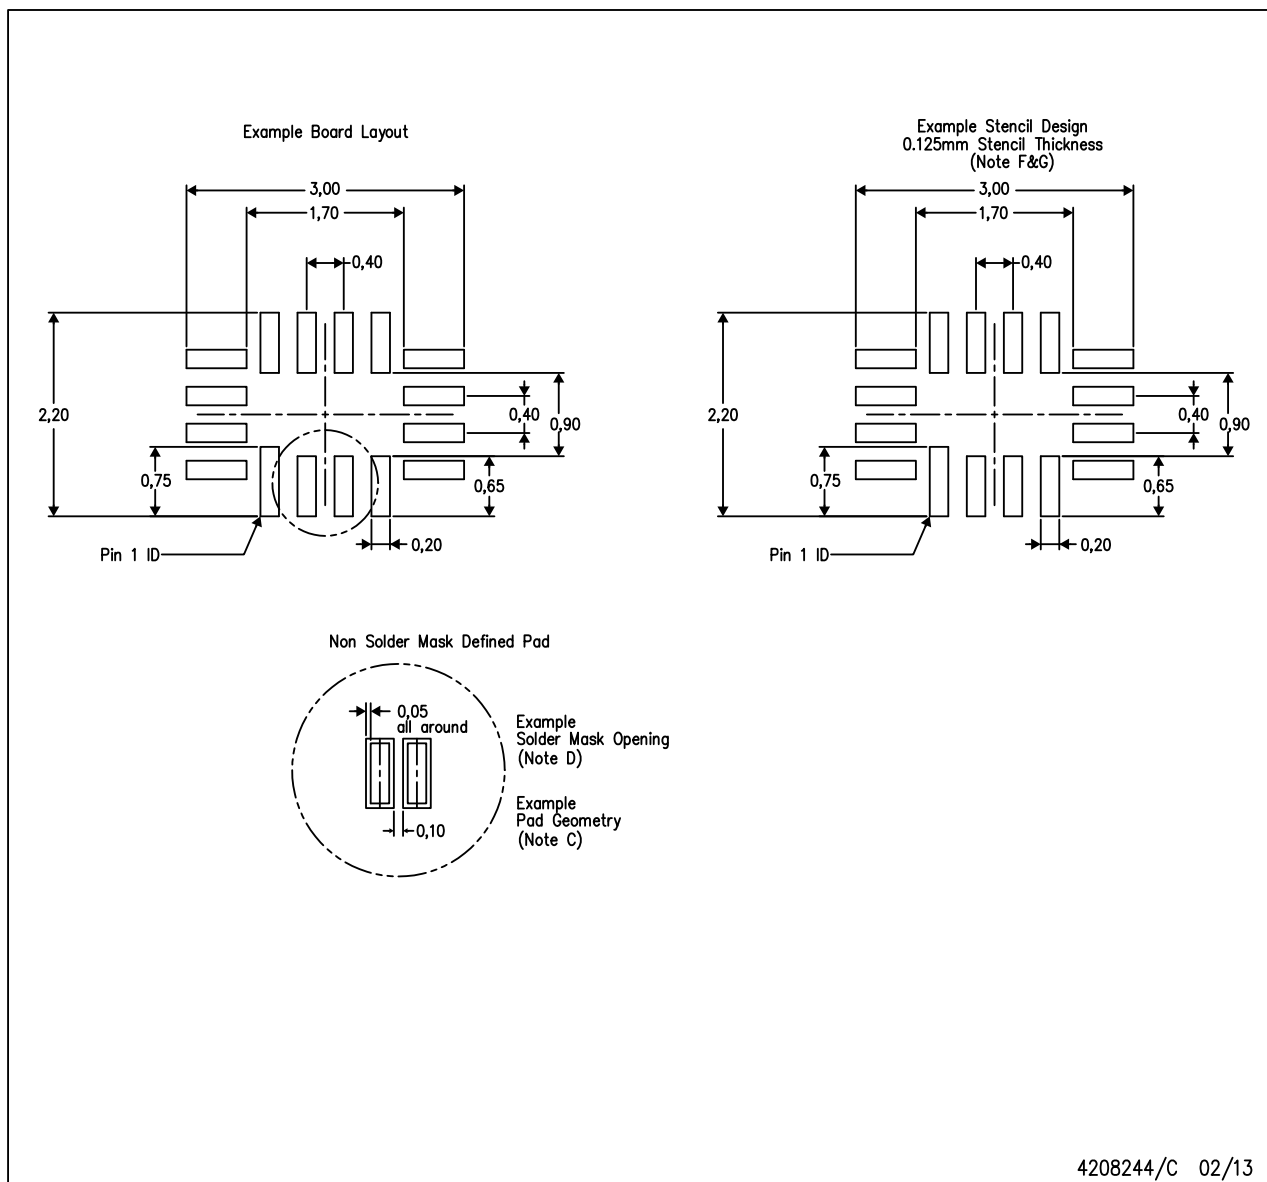 Example Board Layout
3,00
1,70
0,40
2,20
0,40
0,90
0,75
0,65
Pin 1 ID
0,20
Example Stencil Design
0.125mm Stencil Thickness
(Note F&G)
3,00
1,70
0,40
2,20
0,40
0,90
0,75
0,65
Pin 1 ID
0,20
Non Solder Mask Defined Pad
0,05
all around
Example
Solder Mask Opening
(Note D)
Example
Pad Geometry
(Note C)
0,10
4208244/C 02/13